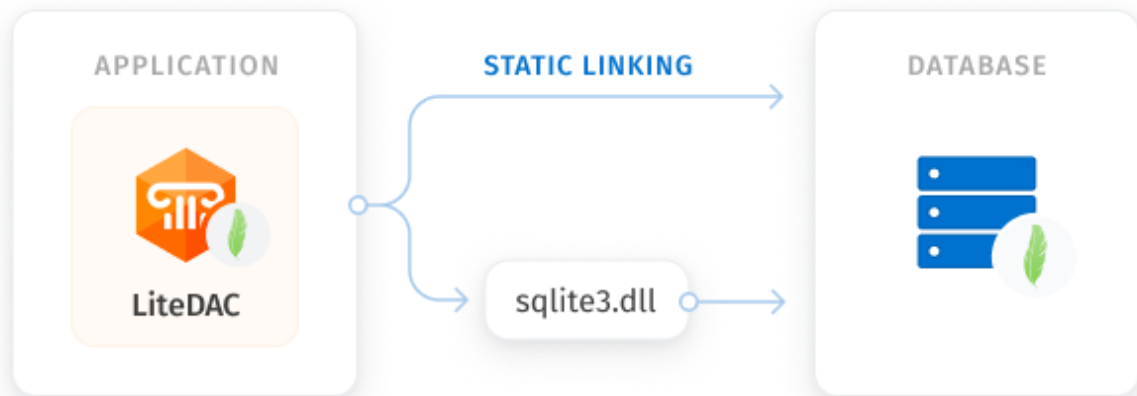 APPLICATION
STATIC LINKING
DATABASE
LiteDAC
sqlite3.dll